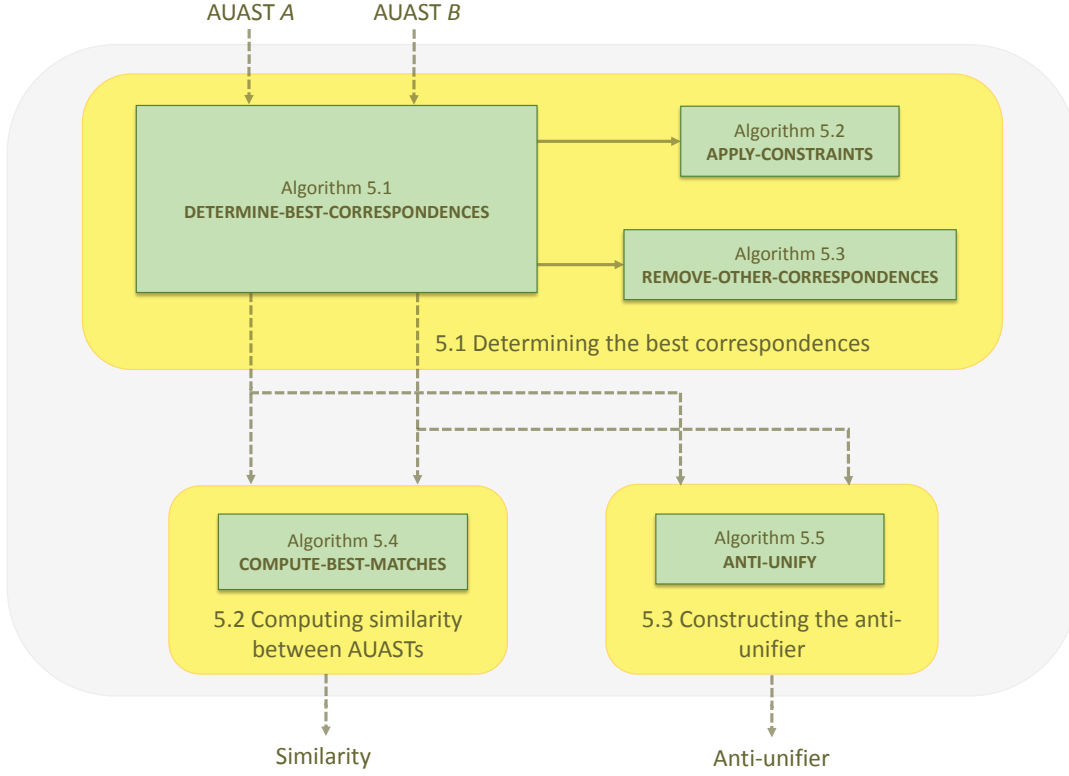 AUAST A
AUAST B
Algorithm 5.1
DETERMINE-BEST-CORRESPONDENCES
Algorithm 5.2
APPLY-CONSTRAINTS
Algorithm 5.3
REMOVE-OTHER-CORRESPONDENCES
5.1 Determining the best correspondences
Algorithm 5.4
COMPUTE-BEST-MATCHES
5.2 Computing similarity
between AUASTs
Algorithm 5.5
ANTI-UNIFY
5.3 Constructing the anti-
unifier
Similarity
Anti-unifier